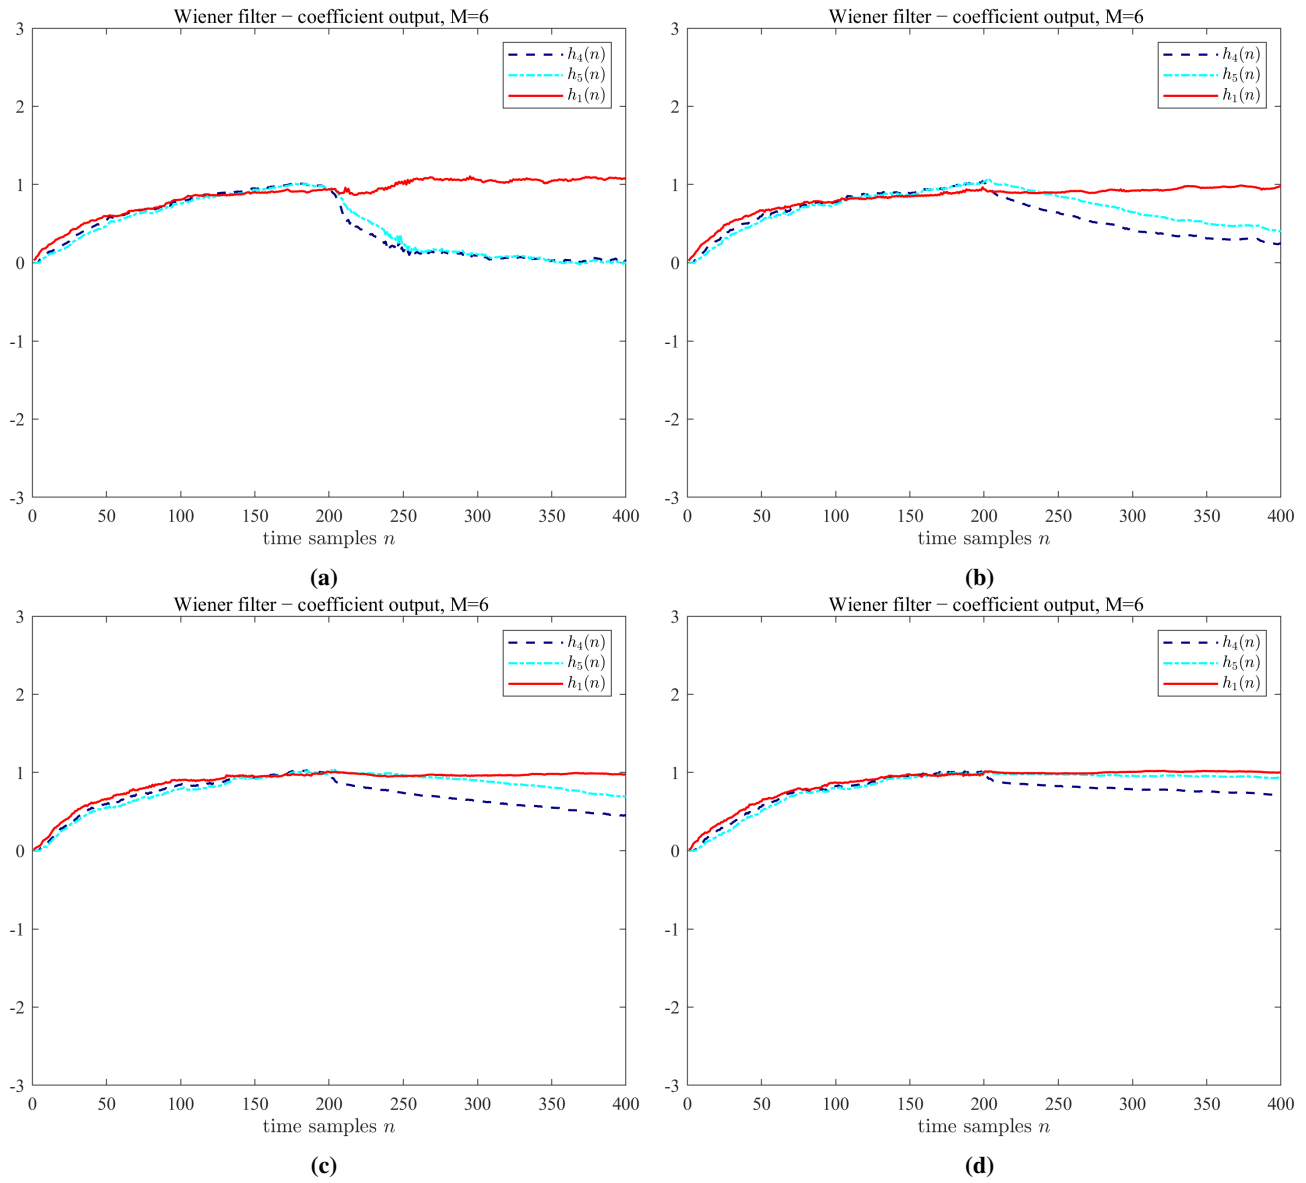 Wiener filter − coefficient output, M=6
3
2
1
0
-1
-2
-3
h4(n)
h5(n)
h1(n)
0 50 100 150 200 250 300 350 400
time samples n
(a)
Wiener filter − coefficient output, M=6
3
2
1
0
-1
-2
-3
h4(n)
h5(n)
h1(n)
0 50 100 150 200 250 300 350 400
time samples n
(b)
Wiener filter − coefficient output, M=6
3
2
1
0
-1
-2
-3
h4(n)
h5(n)
h1(n)
0 50 100 150 200 250 300 350 400
time samples n
(c)
Wiener filter − coefficient output, M=6
3
2
1
0
-1
-2
-3
h4(n)
h5(n)
h1(n)
0 50 100 150 200 250 300 350 400
time samples n
(d)